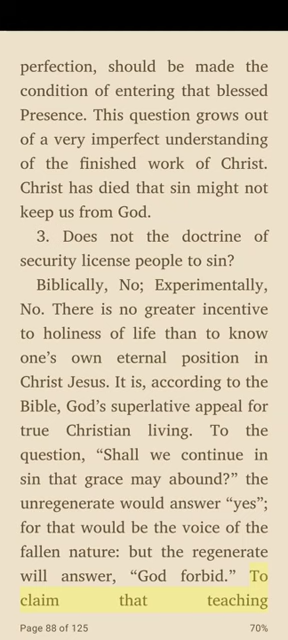 perfection, should be made the
condition of entering that blessed
Presence. This question grows out
of a very imperfect understanding
of the finished work of Christ.
Christ has died that sin might not
keep us from God.
3. Does not the doctrine of
security license people to sin?
Biblically, No; Experimentally,
No. There is no greater incentive
to holiness of life than to know
one’s own eternal position in
Christ Jesus. It is, according to the
Bible, God’s superlative appeal for
true Christian living. To the
question, “Shall we continue in
sin that grace may abound?” the
unregenerate would answer “yes”;
for that would be the voice of the
fallen nature: but the regenerate
will answer, “God forbid.” To
claim that teaching
Page 88 of 125 70%